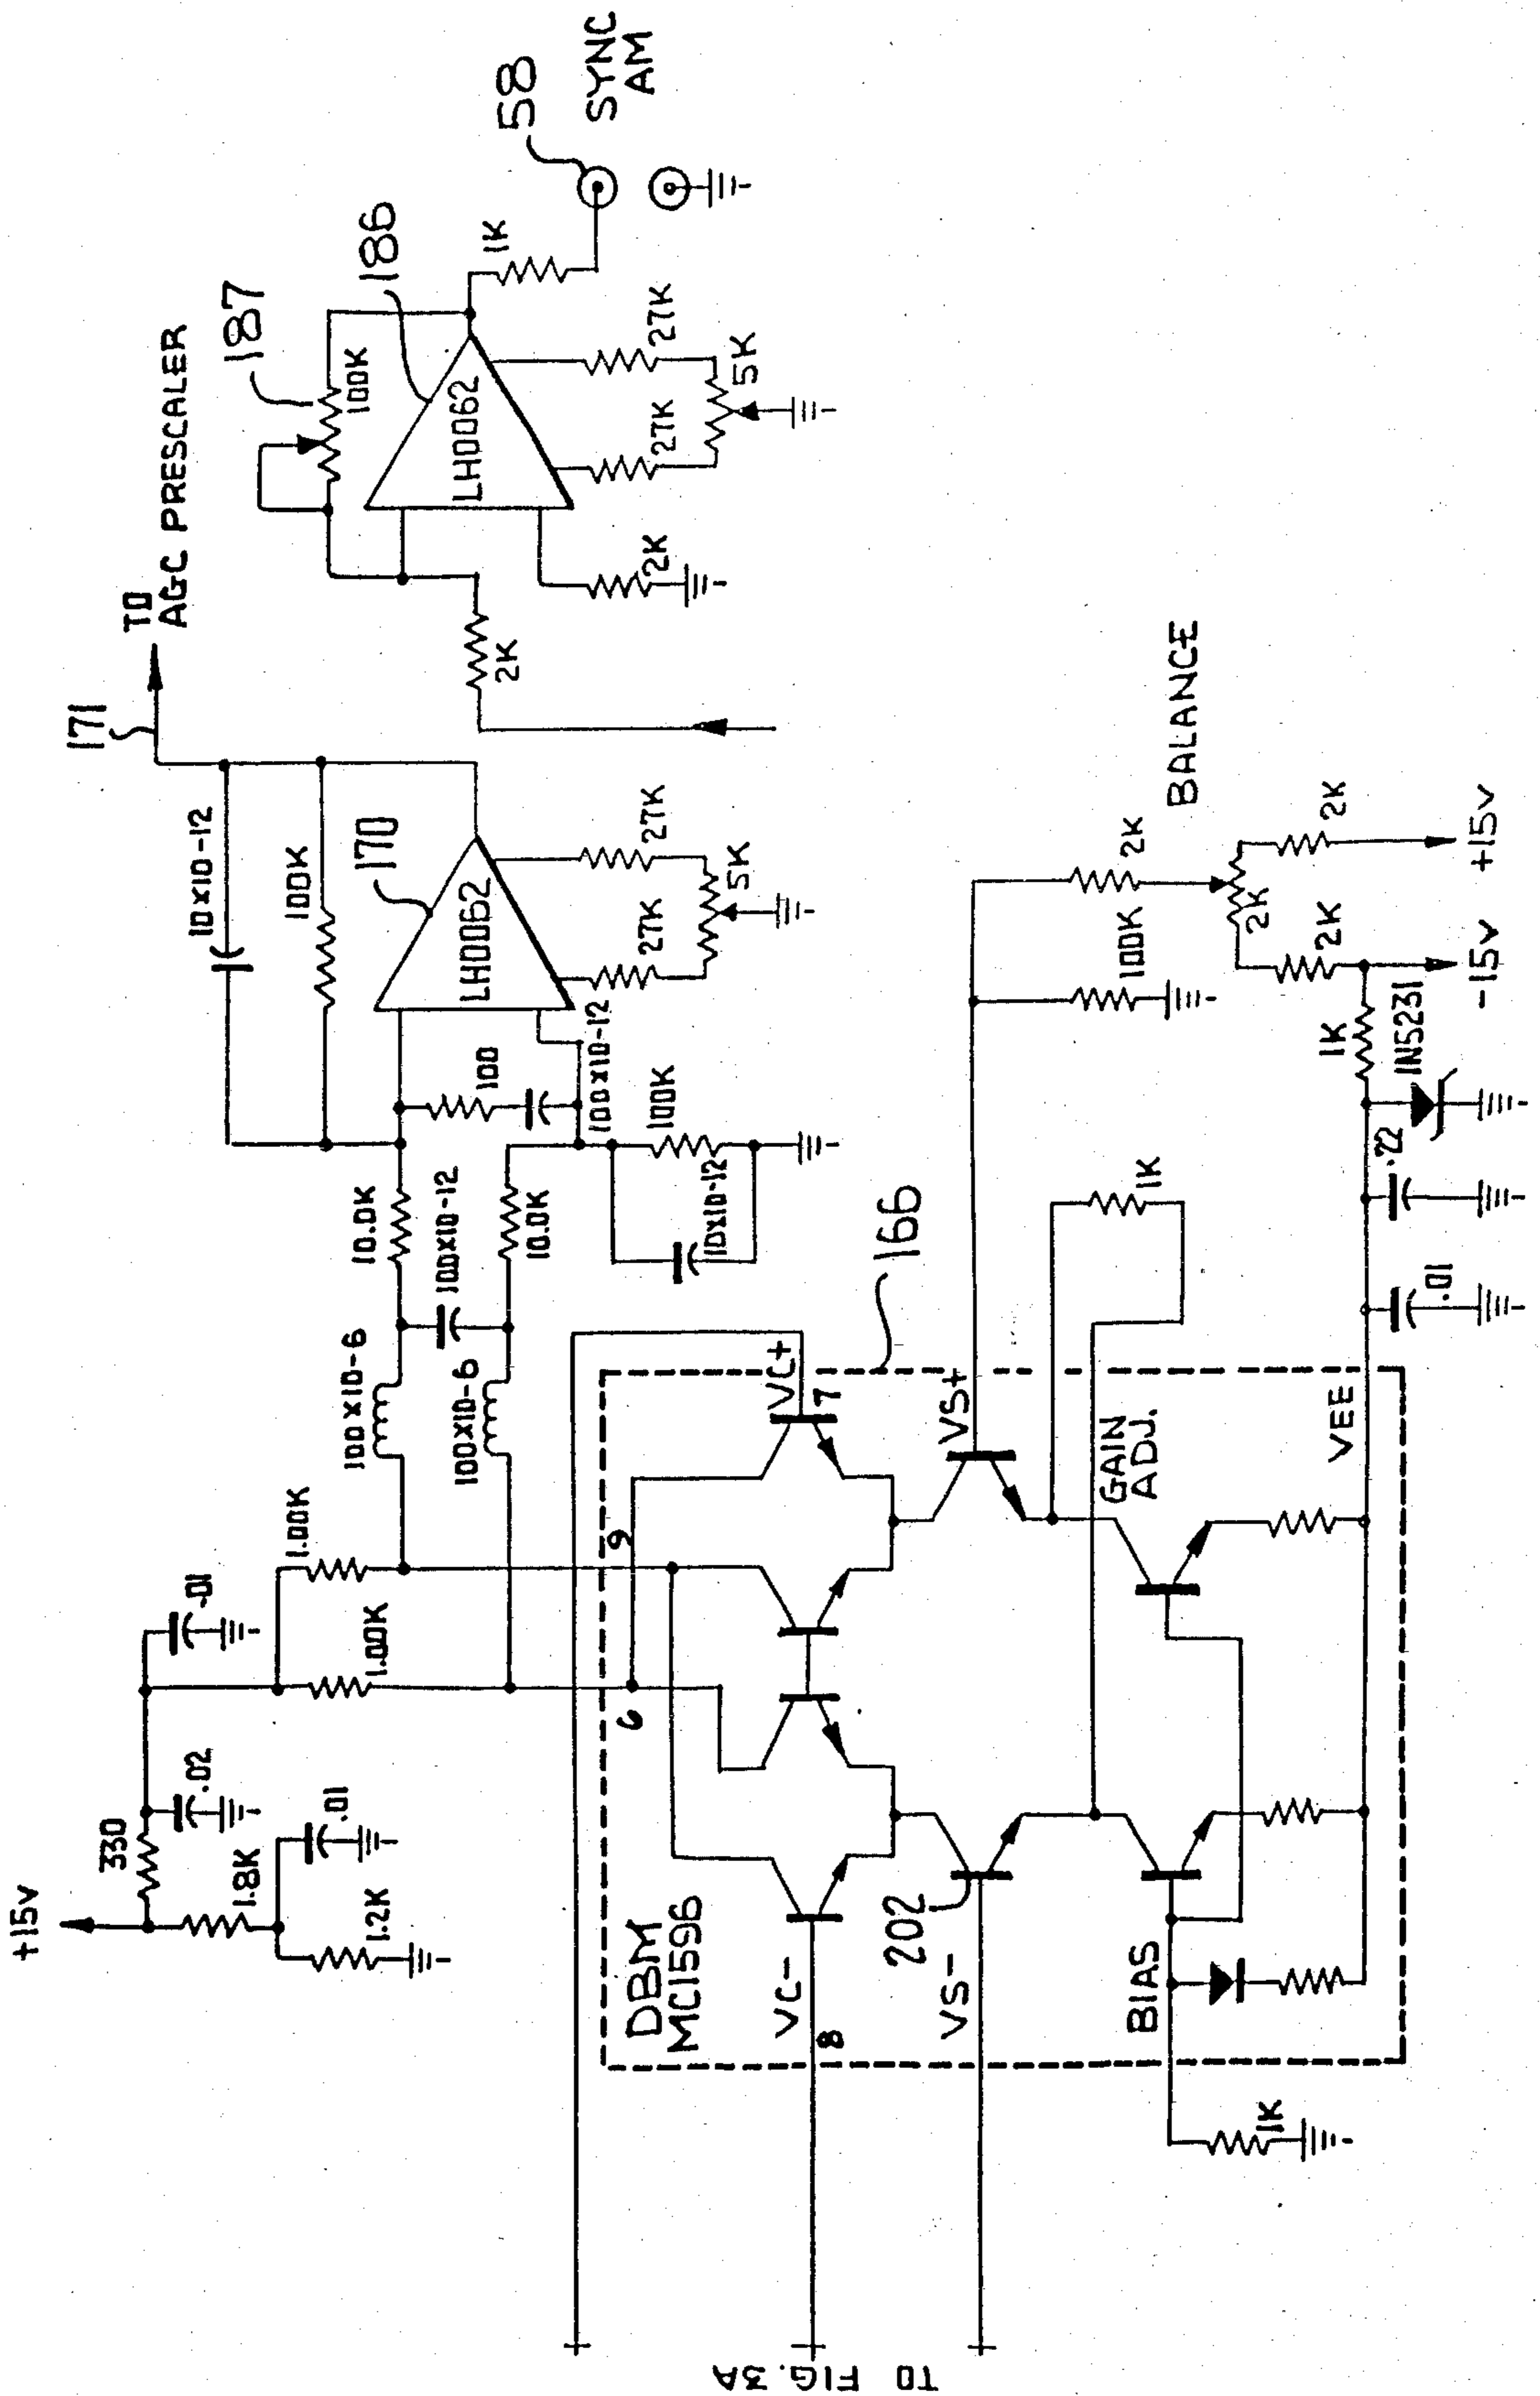 +15V
330
.02
.01
1.8K
.01
1.2K
1.00K
1.00K
100X10-6
100X10-6
10.0K
100X10-12
10.0K
10X10-12
100K
100
100X10-12
100K
10X10-12
LH0062
170
27K
27K
5K
171
TO
AGC PRESCALER
2K
187
100K
186
LH0062
2K
27K
27K
5K
1K
58
SYNC
AM
DBM
MC1596
6
9
VC+
7
VC-
8
166
202
VS-
VS+
GAIN
ADJ.
BIAS
VEE
1K
1K
100K
2K
BALANCE
2K
2K
2K
+15V
-15V
1K
1N5231
.22
.01
TO FIG. 3A